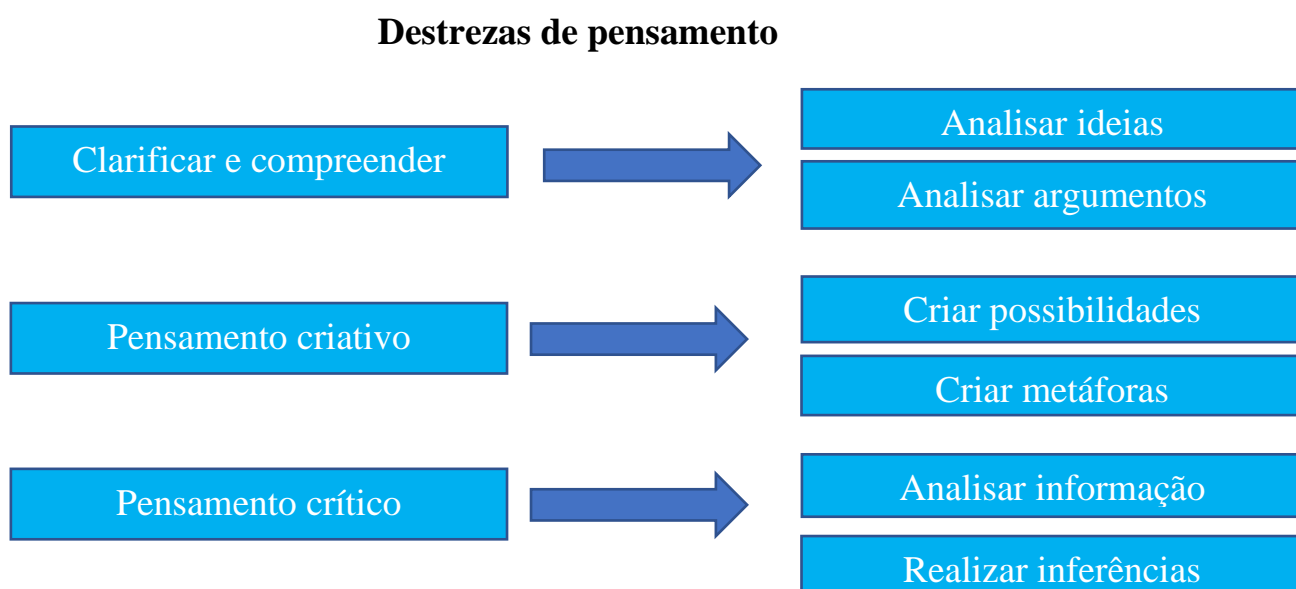 Destrezas de pensamento
Clarificar e compreender
Analisar ideias
Analisar argumentos
Pensamento criativo
Criar possibilidades
Criar metáforas
Pensamento crítico
Analisar informação
Realizar inferências